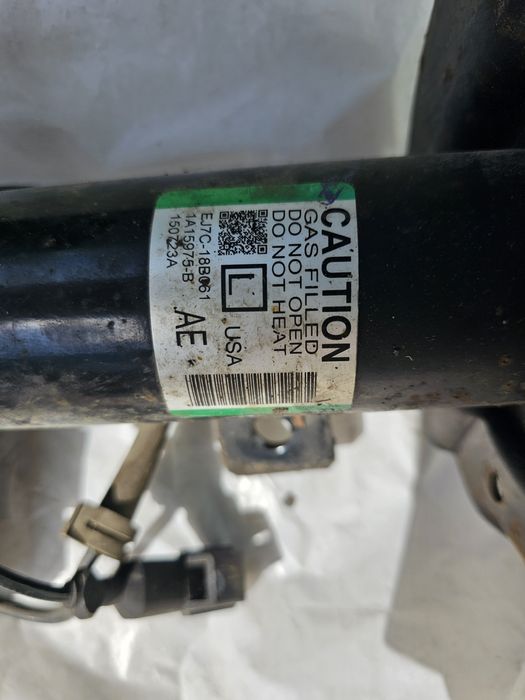 CAUTION
GAS FILLED
DO NOT OPEN
DO NOT HEAT
L
USA
EJ7C-18B061
1A15975-B
AE